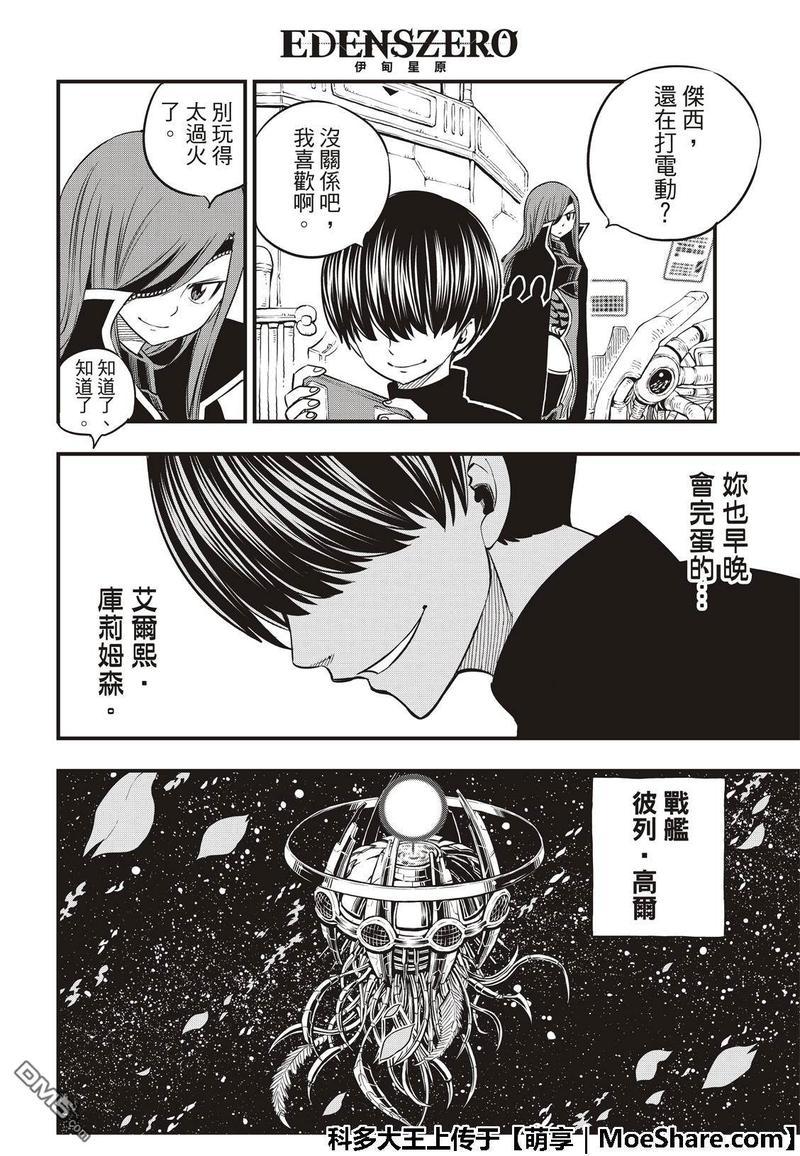 EDENSZERO
伊甸星原
傑西，
還在打電動？
沒關係吧，
我喜歡啊。
別玩得
太過火
了。
知道了、
知道了。
妳也早晚
會完蛋的…
艾爾熙．
庫莉姆森。
戰艦
彼列．高爾
DM5
科多大王上传于【萌享 | MoeShare.com】